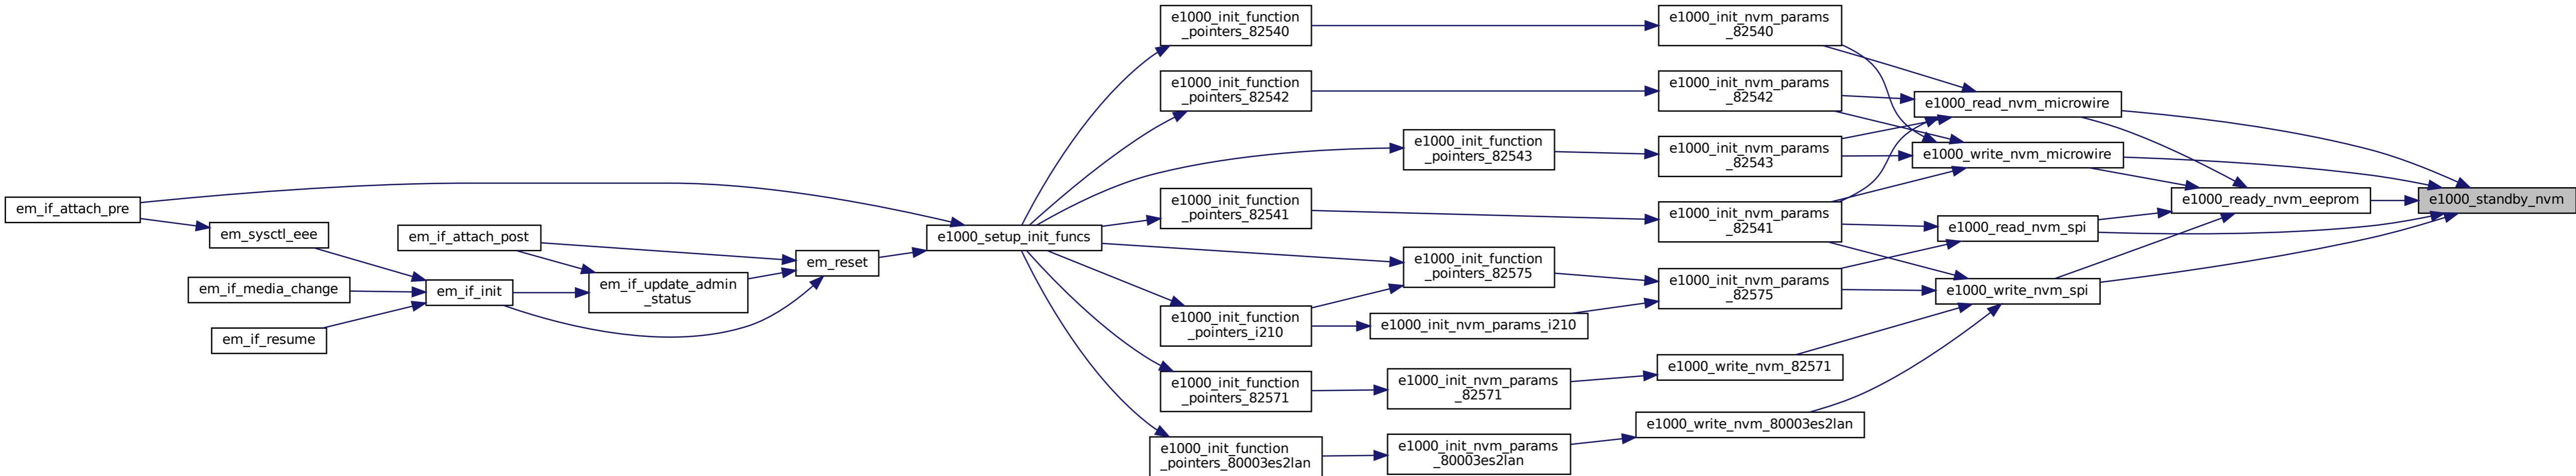 em_if_attach_pre
em_sysctl_eee
em_if_media_change
em_if_resume
em_if_attach_post
em_if_init
em_if_update_admin
_status
em_reset
e1000_setup_init_funcs
e1000_init_function
_pointers_82540
e1000_init_function
_pointers_82542
e1000_init_function
_pointers_82543
e1000_init_function
_pointers_82541
e1000_init_function
_pointers_82575
e1000_init_function
_pointers_i210
e1000_init_function
_pointers_82571
e1000_init_function
_pointers_80003es2lan
e1000_init_nvm_params_i210
e1000_init_nvm_params
_82571
e1000_init_nvm_params
_80003es2lan
e1000_init_nvm_params
_82540
e1000_init_nvm_params
_82542
e1000_init_nvm_params
_82543
e1000_init_nvm_params
_82541
e1000_init_nvm_params
_82575
e1000_write_nvm_82571
e1000_write_nvm_80003es2lan
e1000_read_nvm_microwire
e1000_write_nvm_microwire
e1000_read_nvm_spi
e1000_write_nvm_spi
e1000_ready_nvm_eeprom
e1000_standby_nvm